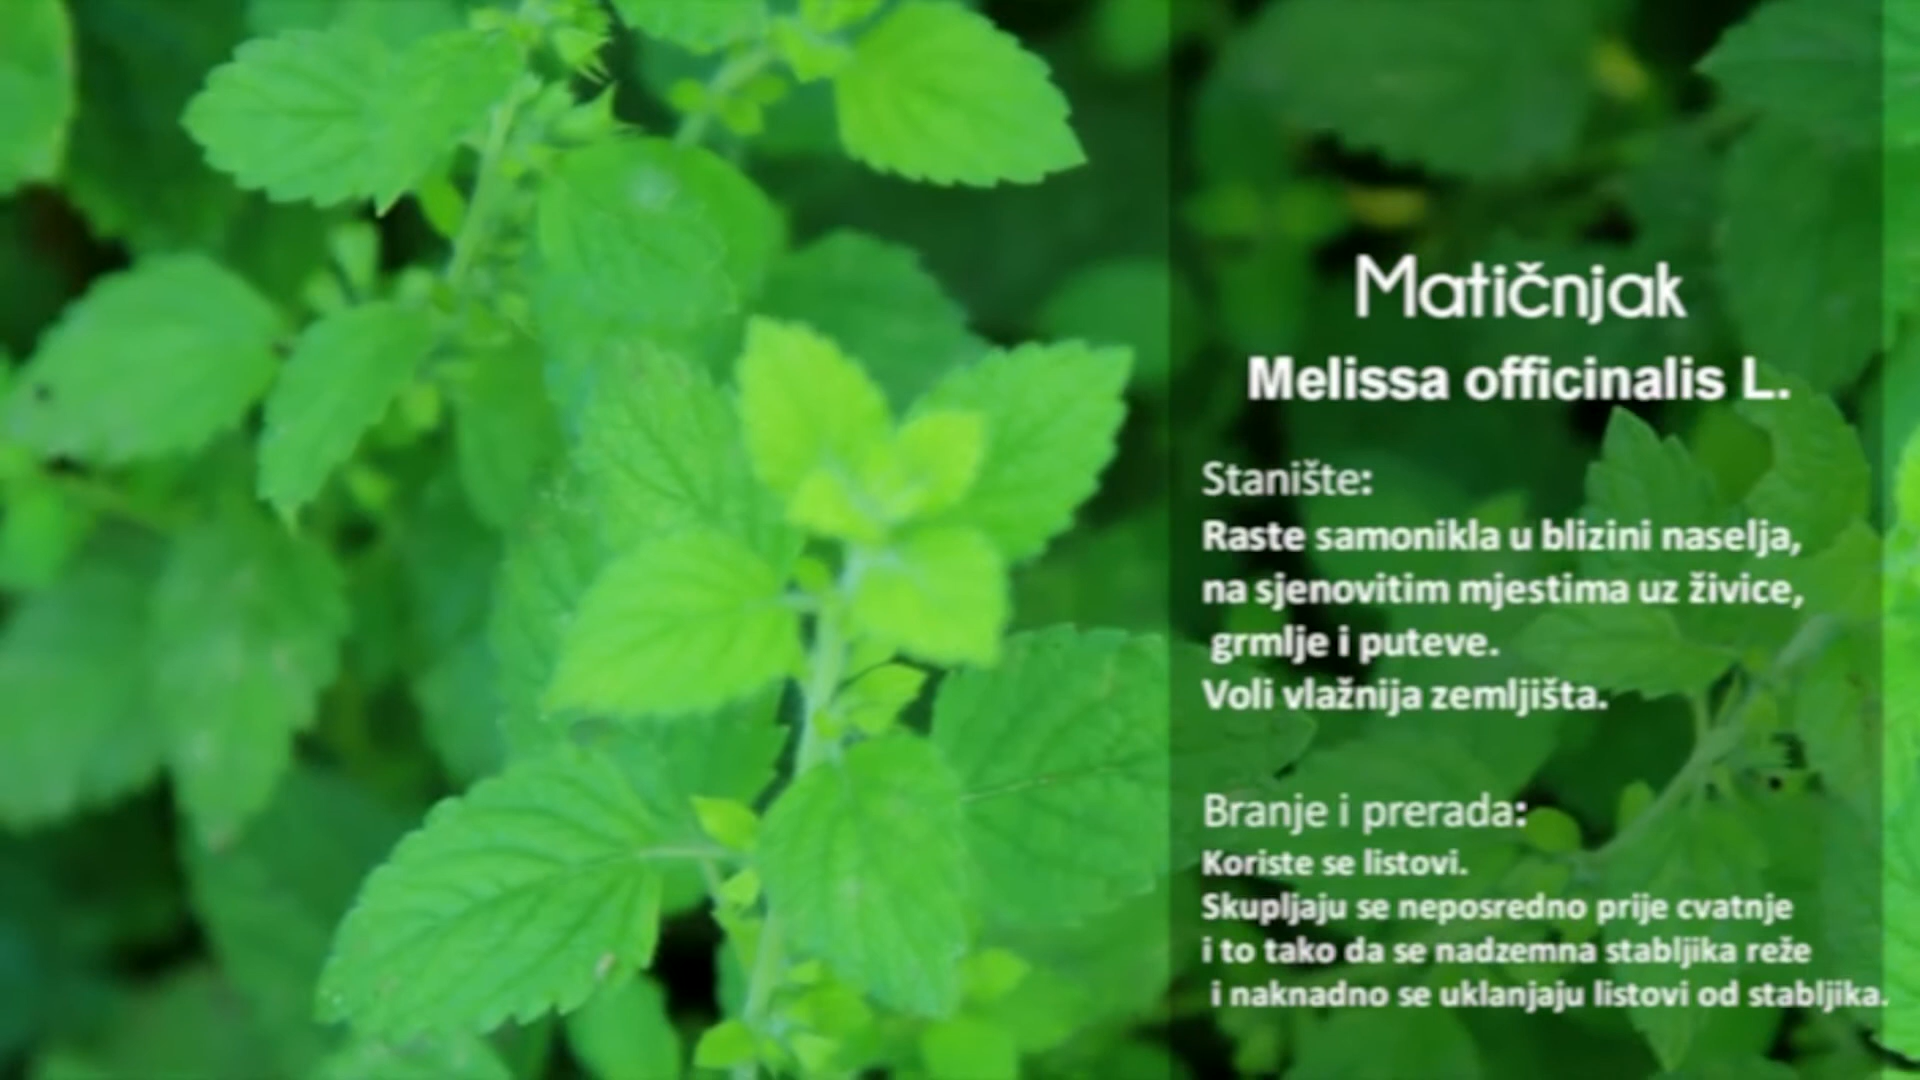 Matičnjak
Melissa officinalis L.
Stanište:
Raste samonikla u blizini naselja,
na sjenovitim mjestima uz živice,
grmlje i puteve.
Voli vlažnija zemljišta.
Branje i prerada:
Koriste se listovi.
Skupljaju se neposredno prije cvatnje
i to tako da se nadzemna stabljika reže
i naknadno se uklanjaju listovi od stabljika.